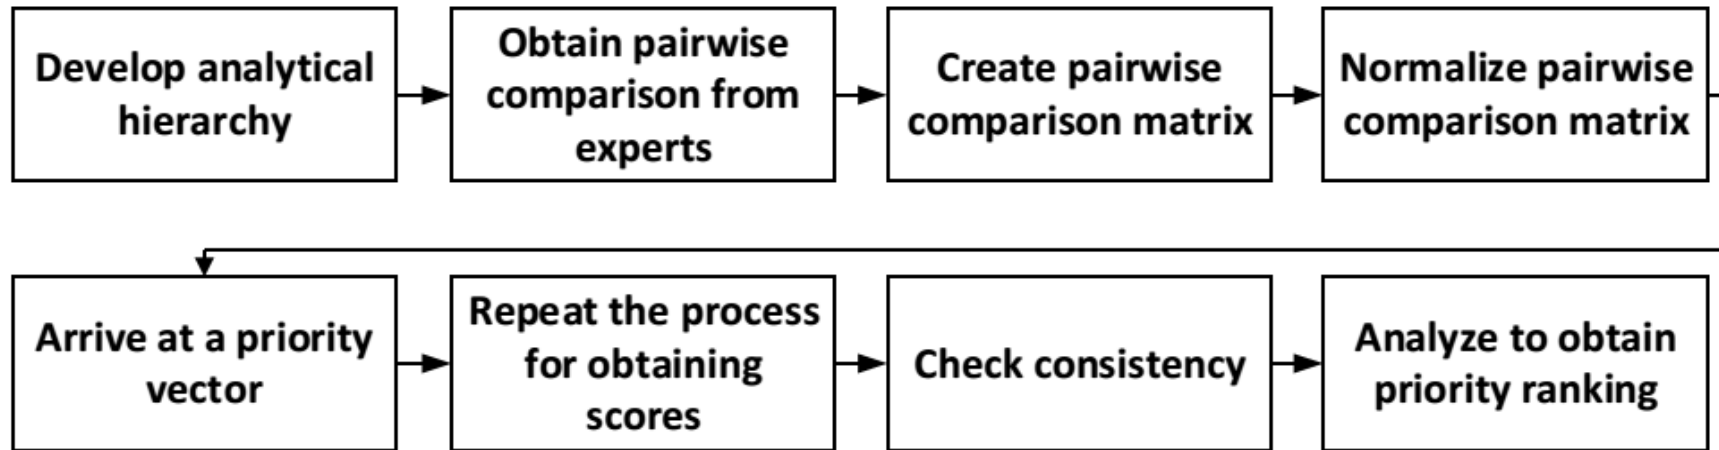 Develop analytical
hierarchy
Obtain pairwise
comparison from
experts
Create pairwise
comparison matrix
Normalize pairwise
comparison matrix
Arrive at a priority
vector
Repeat the process
for obtaining
scores
Check consistency
Analyze to obtain
priority ranking